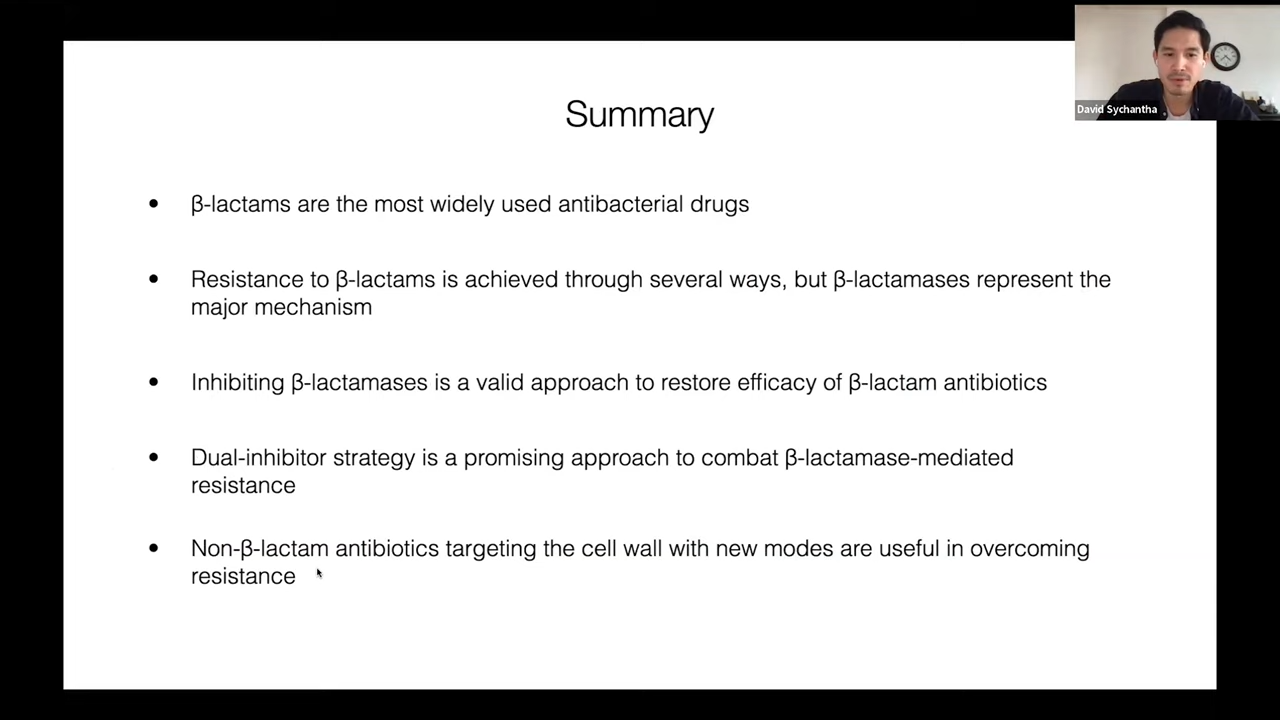 David Sychantha
Summary
• β-lactams are the most widely used antibacterial drugs
• Resistance to β-lactams is achieved through several ways, but β-lactamases represent the
major mechanism
• Inhibiting β-lactamases is a valid approach to restore efficacy of β-lactam antibiotics
• Dual-inhibitor strategy is a promising approach to combat β-lactamase-mediated
resistance
• Non-β-lactam antibiotics targeting the cell wall with new modes are useful in overcoming
resistance